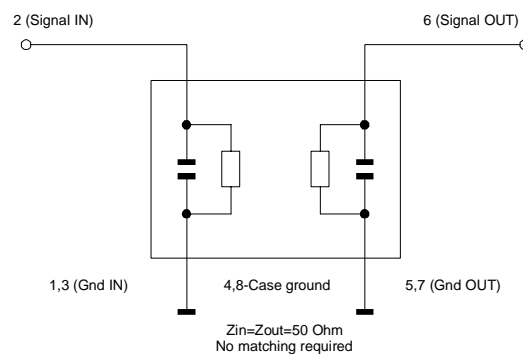 2 (Signal IN)
6 (Signal OUT)
1,3 (Gnd IN)
4,8-Case ground
5,7 (Gnd OUT)
Zin=Zout=50 Ohm
No matching required